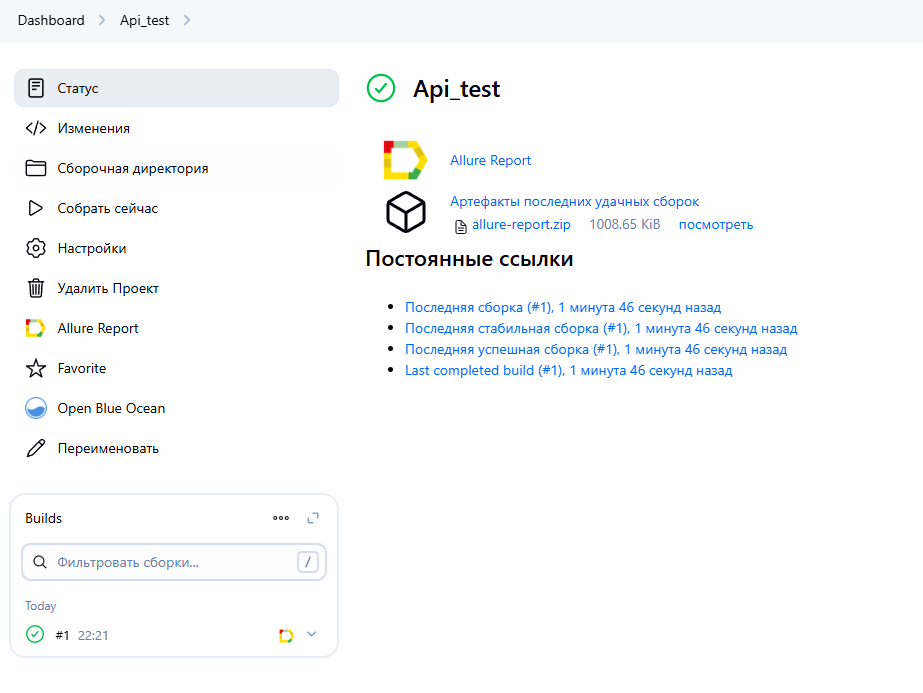 Dashboard
Api_test
Статус
Изменения
Сборочная директория
Собрать сейчас
Настройки
Удалить Проект
Allure Report
Favorite
Open Blue Ocean
Переименовать
Builds
Фильтровать сборки...
/
Today
#1 22:21
Api_test
Allure Report
Артефакты последних удачных сборок
allure-report.zip 1008.65 KiB посмотреть
Постоянные ссылки
Последняя сборка (#1), 1 минута 46 секунд назад
Последняя стабильная сборка (#1), 1 минута 46 секунд назад
Последняя успешная сборка (#1), 1 минута 46 секунд назад
Last completed build (#1), 1 минута 46 секунд назад